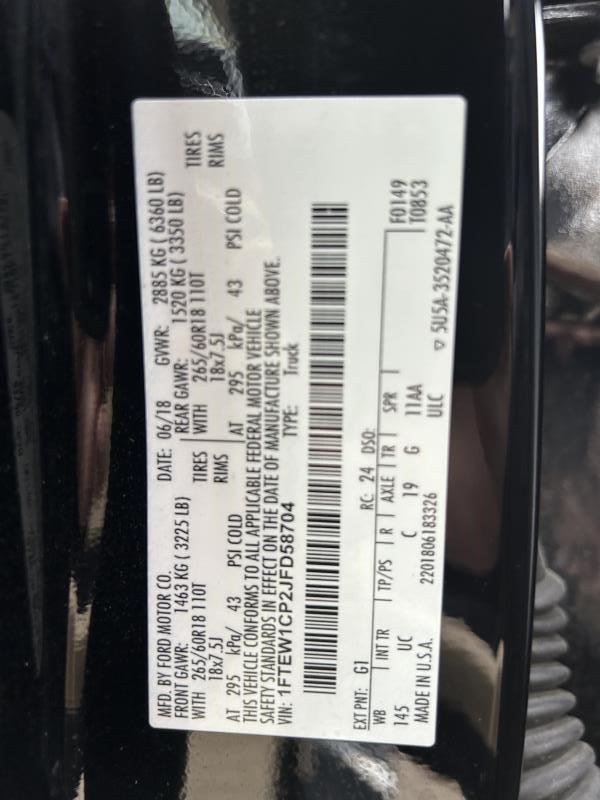 MFD. BY FORD MOTOR CO.
DATE: 06/18 GVWR: 2885 KG ( 6360 LB)
FRONT GAWR: 1463 KG ( 3225 LB) REAR GAWR: 1520 KG ( 3350 LB)
WITH 265/60R18 110T TIRES WITH 265/60R18 110T TIRES
18x7.5J RIMS 18x7.5J RIMS
AT 295 kPa/ 43 PSI COLD AT 295 kPa/ 43 PSI COLD
THIS VEHICLE CONFORMS TO ALL APPLICABLE FEDERAL MOTOR VEHICLE
SAFETY STANDARDS IN EFFECT ON THE DATE OF MANUFACTURE SHOWN ABOVE.
VIN: 1FTEW1CP2JFD58704 TYPE: Truck
EXT PNT: G1 RC: 24 DSO: F0149
WB INT TR TP/PS R AXLE TR SPR T0853
145 UC C 19 G 11AA
MADE IN U.S.A. 2201806183326 ULC ▽ 5U5A-3520472-AA